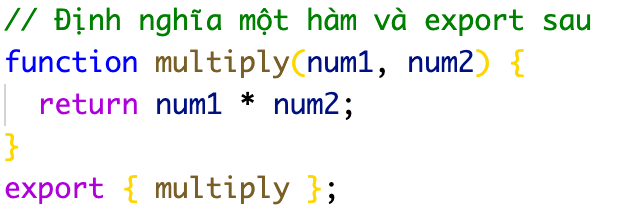 // Định nghĩa một hàm và export sau
function multiply(num1, num2) {
  return num1 * num2;
}
export { multiply };